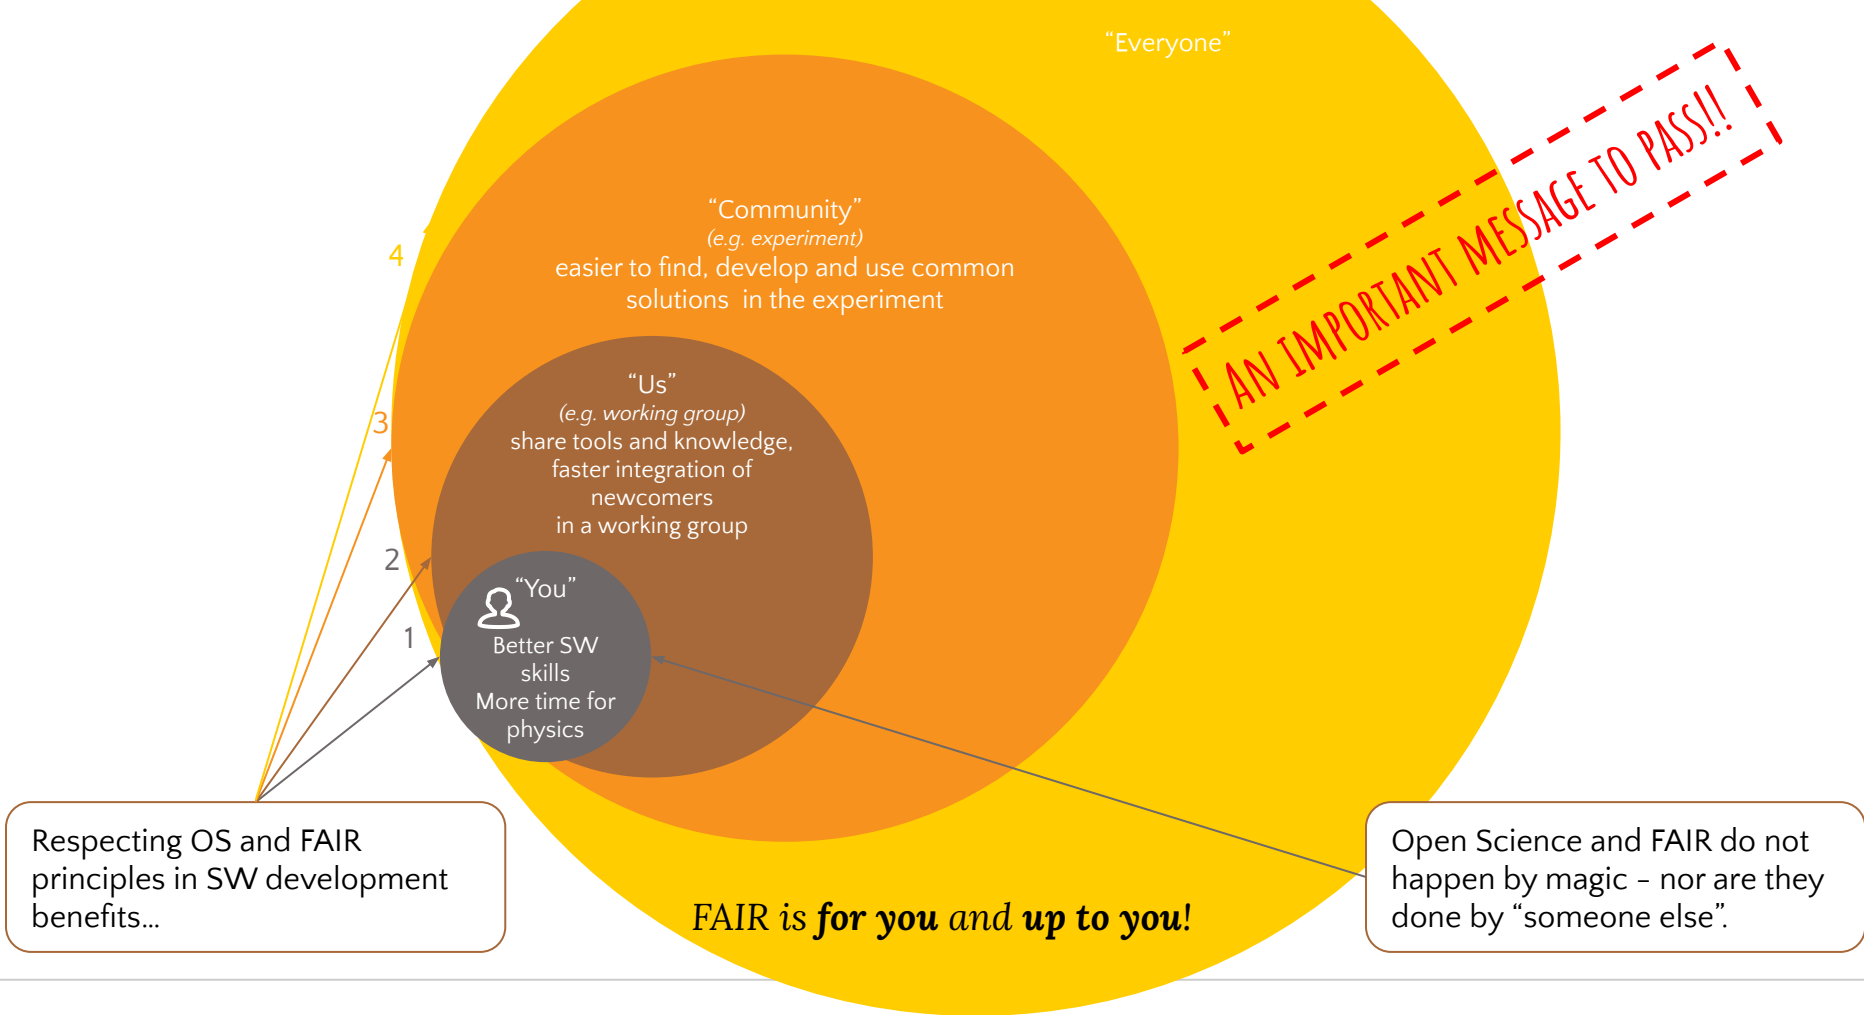 “Everyone”
AN IMPORTANT MESSAGE TO PASS!!
“Community”
(e.g. experiment)
easier to find, develop and use common
solutions in the experiment
4
3
“Us”
(e.g. working group)
share tools and knowledge,
faster integration of
newcomers
in a working group
2
1
“You”
Better SW
skills
More time for
physics
Respecting OS and FAIR
principles in SW development
benefits...
FAIR is for you and up to you!
Open Science and FAIR do not
happen by magic – nor are they
done by “someone else”.